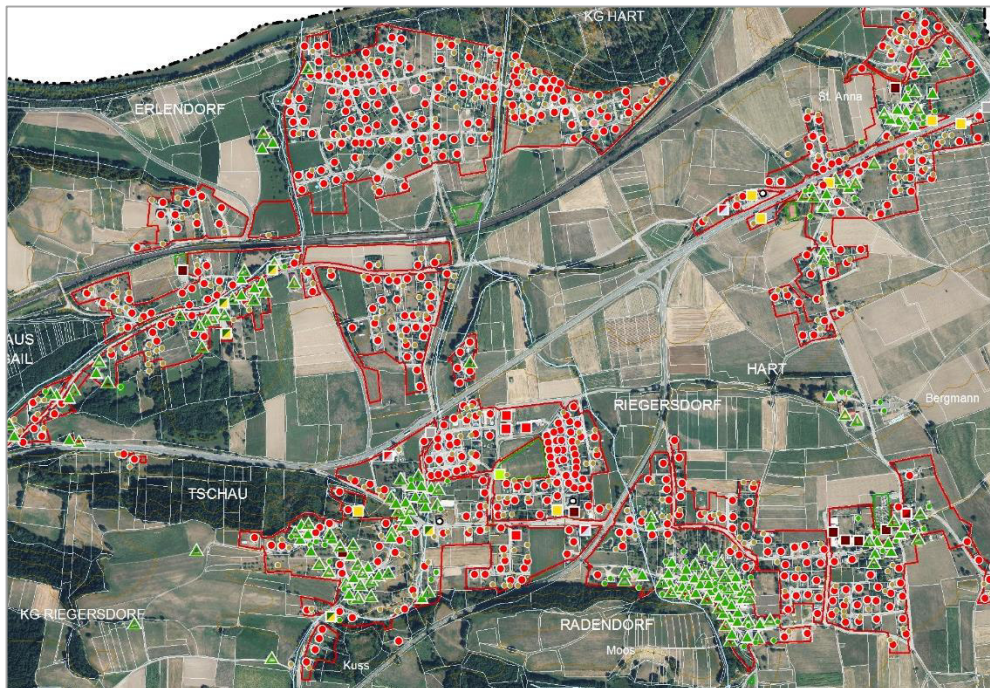 KG HART
ERLENDORF
St. Anna
AUS
GAIL
HART
Bergmann
RIEGERSDORF
TSCHAU
KG RIEGERSDORF
RADENDORF
Moos
Kuss